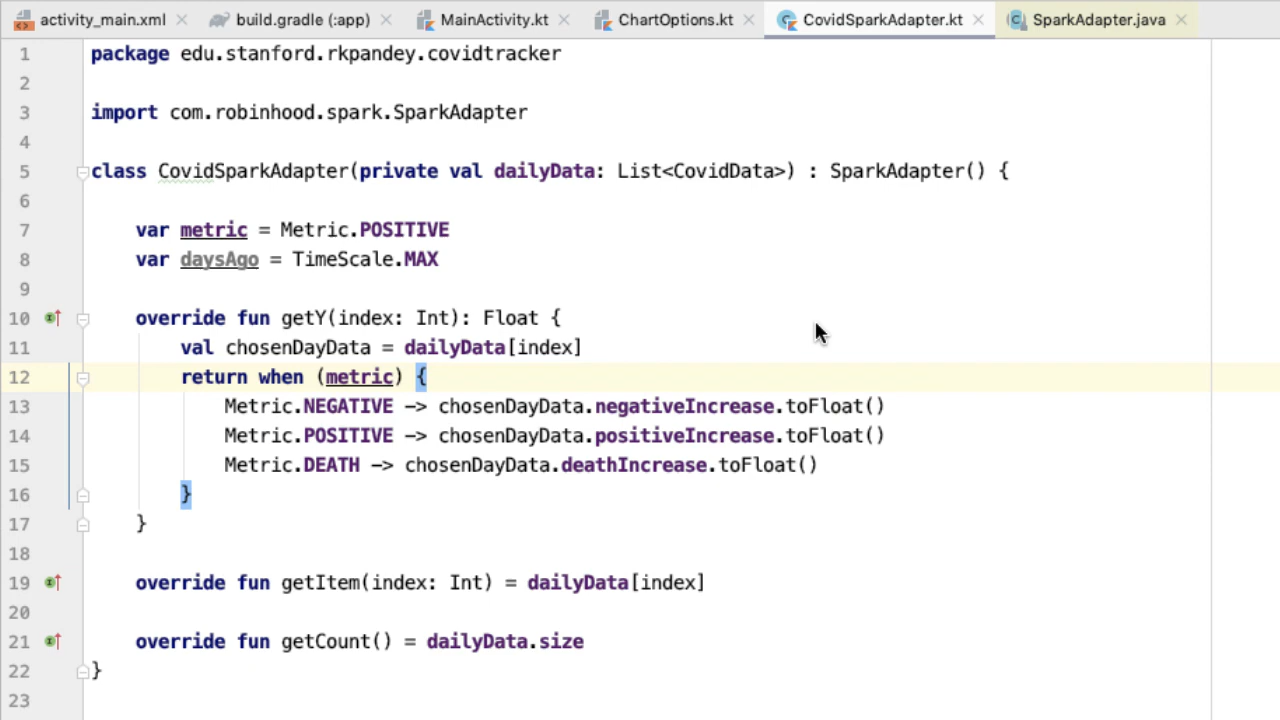 activity_main.xml build.gradle (:app) MainActivity.kt ChartOptions.kt CovidSparkAdapter.kt SparkAdapter.java
1 package edu.stanford.rkpandey.covidtracker
2
3 import com.robinhood.spark.SparkAdapter
4
5 class CovidSparkAdapter(private val dailyData: List<CovidData>) : SparkAdapter() {
6
7 var metric = Metric.POSITIVE
8 var daysAgo = TimeScale.MAX
9
10 override fun getY(index: Int): Float {
11 val chosenDayData = dailyData[index]
12 return when (metric) {
13 Metric.NEGATIVE -> chosenDayData.negativeIncrease.toFloat()
14 Metric.POSITIVE -> chosenDayData.positiveIncrease.toFloat()
15 Metric.DEATH -> chosenDayData.deathIncrease.toFloat()
16 }
17 }
18
19 override fun getItem(index: Int) = dailyData[index]
20
21 override fun getCount() = dailyData.size
22 }
23